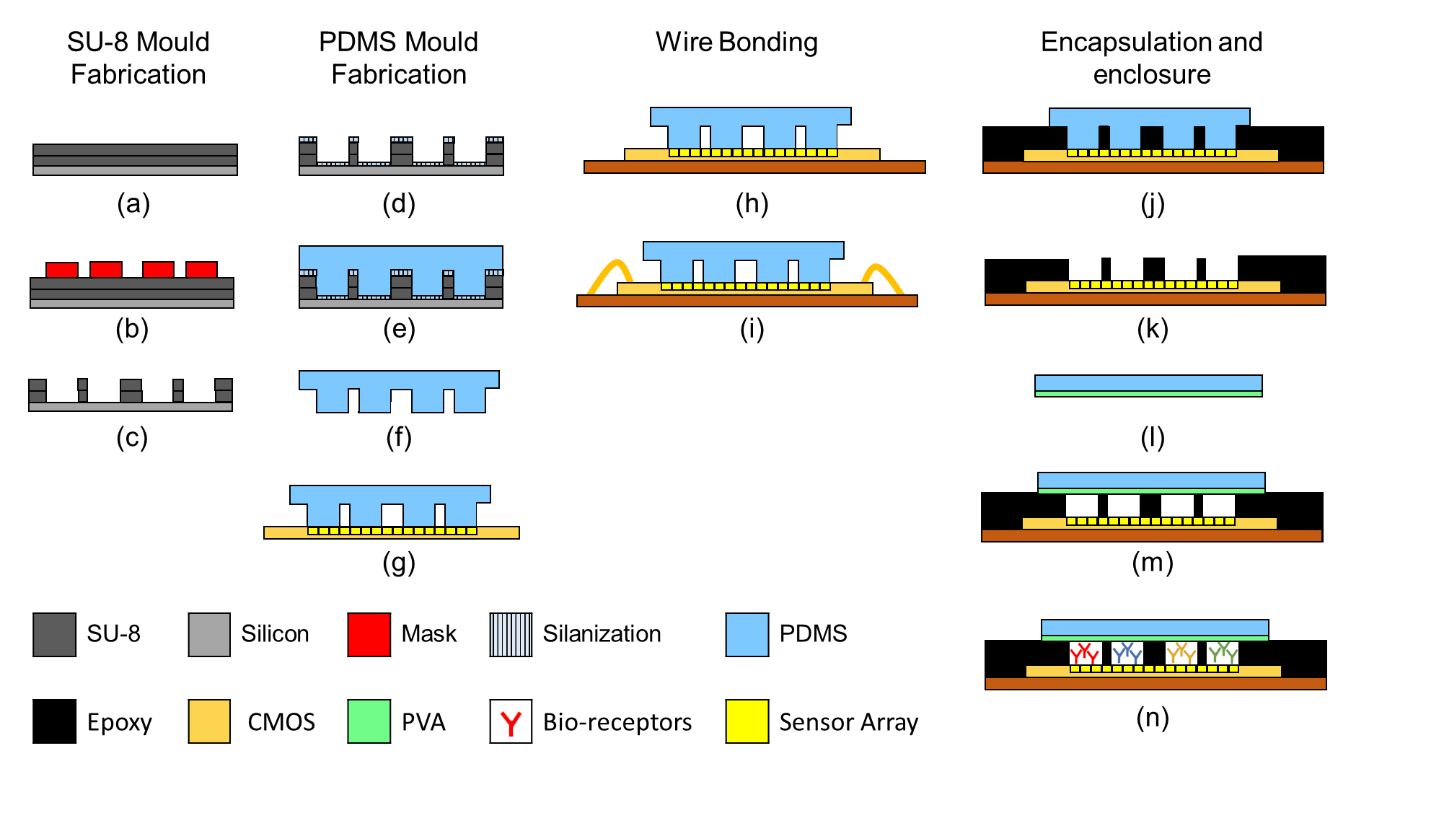 SU-8 Mould
Fabrication
(a)
(b)
(c)
PDMS Mould
Fabrication
(d)
(e)
(f)
(g)
Wire Bonding
(h)
(i)
Encapsulation and
enclosure
(j)
(k)
(l)
(m)
(n)
SU-8
Silicon
Mask
Silanization
PDMS
Epoxy
CMOS
PVA
Bio-receptors
Sensor Array